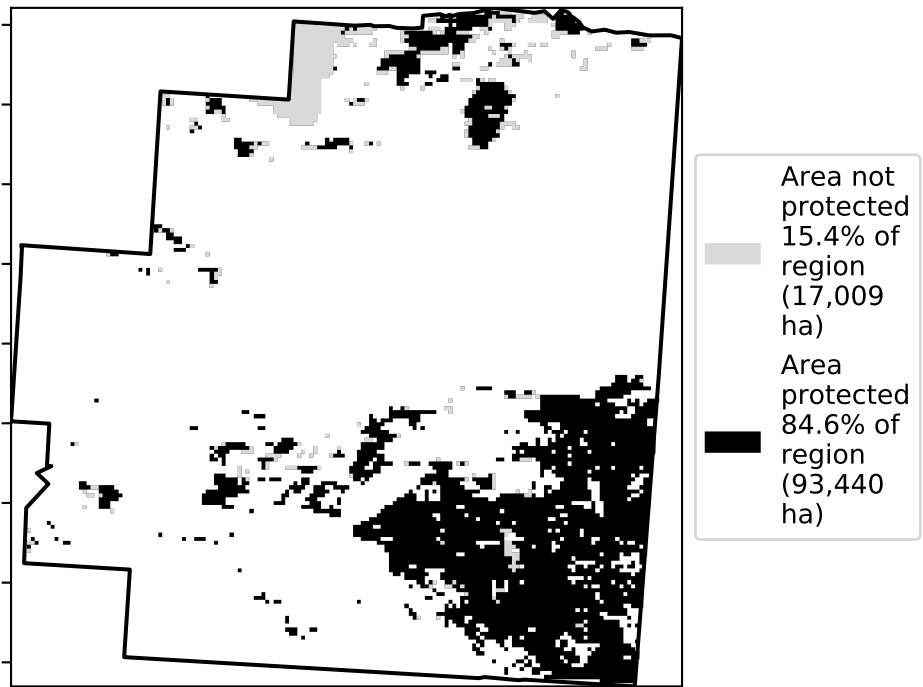 Area not
protected
15.4% of
region
(17,009
ha)
Area
protected
84.6% of
region
(93,440
ha)